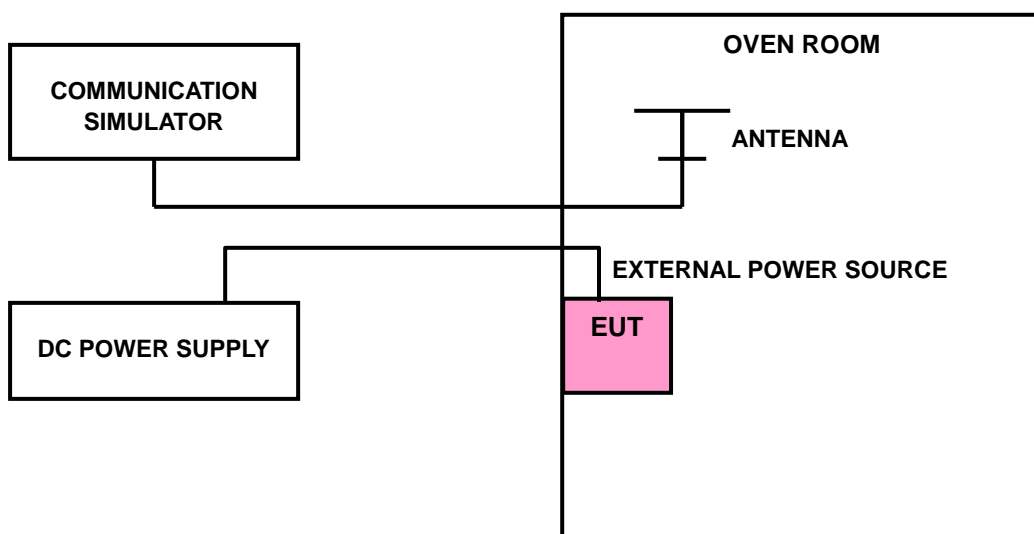 OVEN ROOM
COMMUNICATION
SIMULATOR
ANTENNA
EXTERNAL POWER SOURCE
EUT
DC POWER SUPPLY